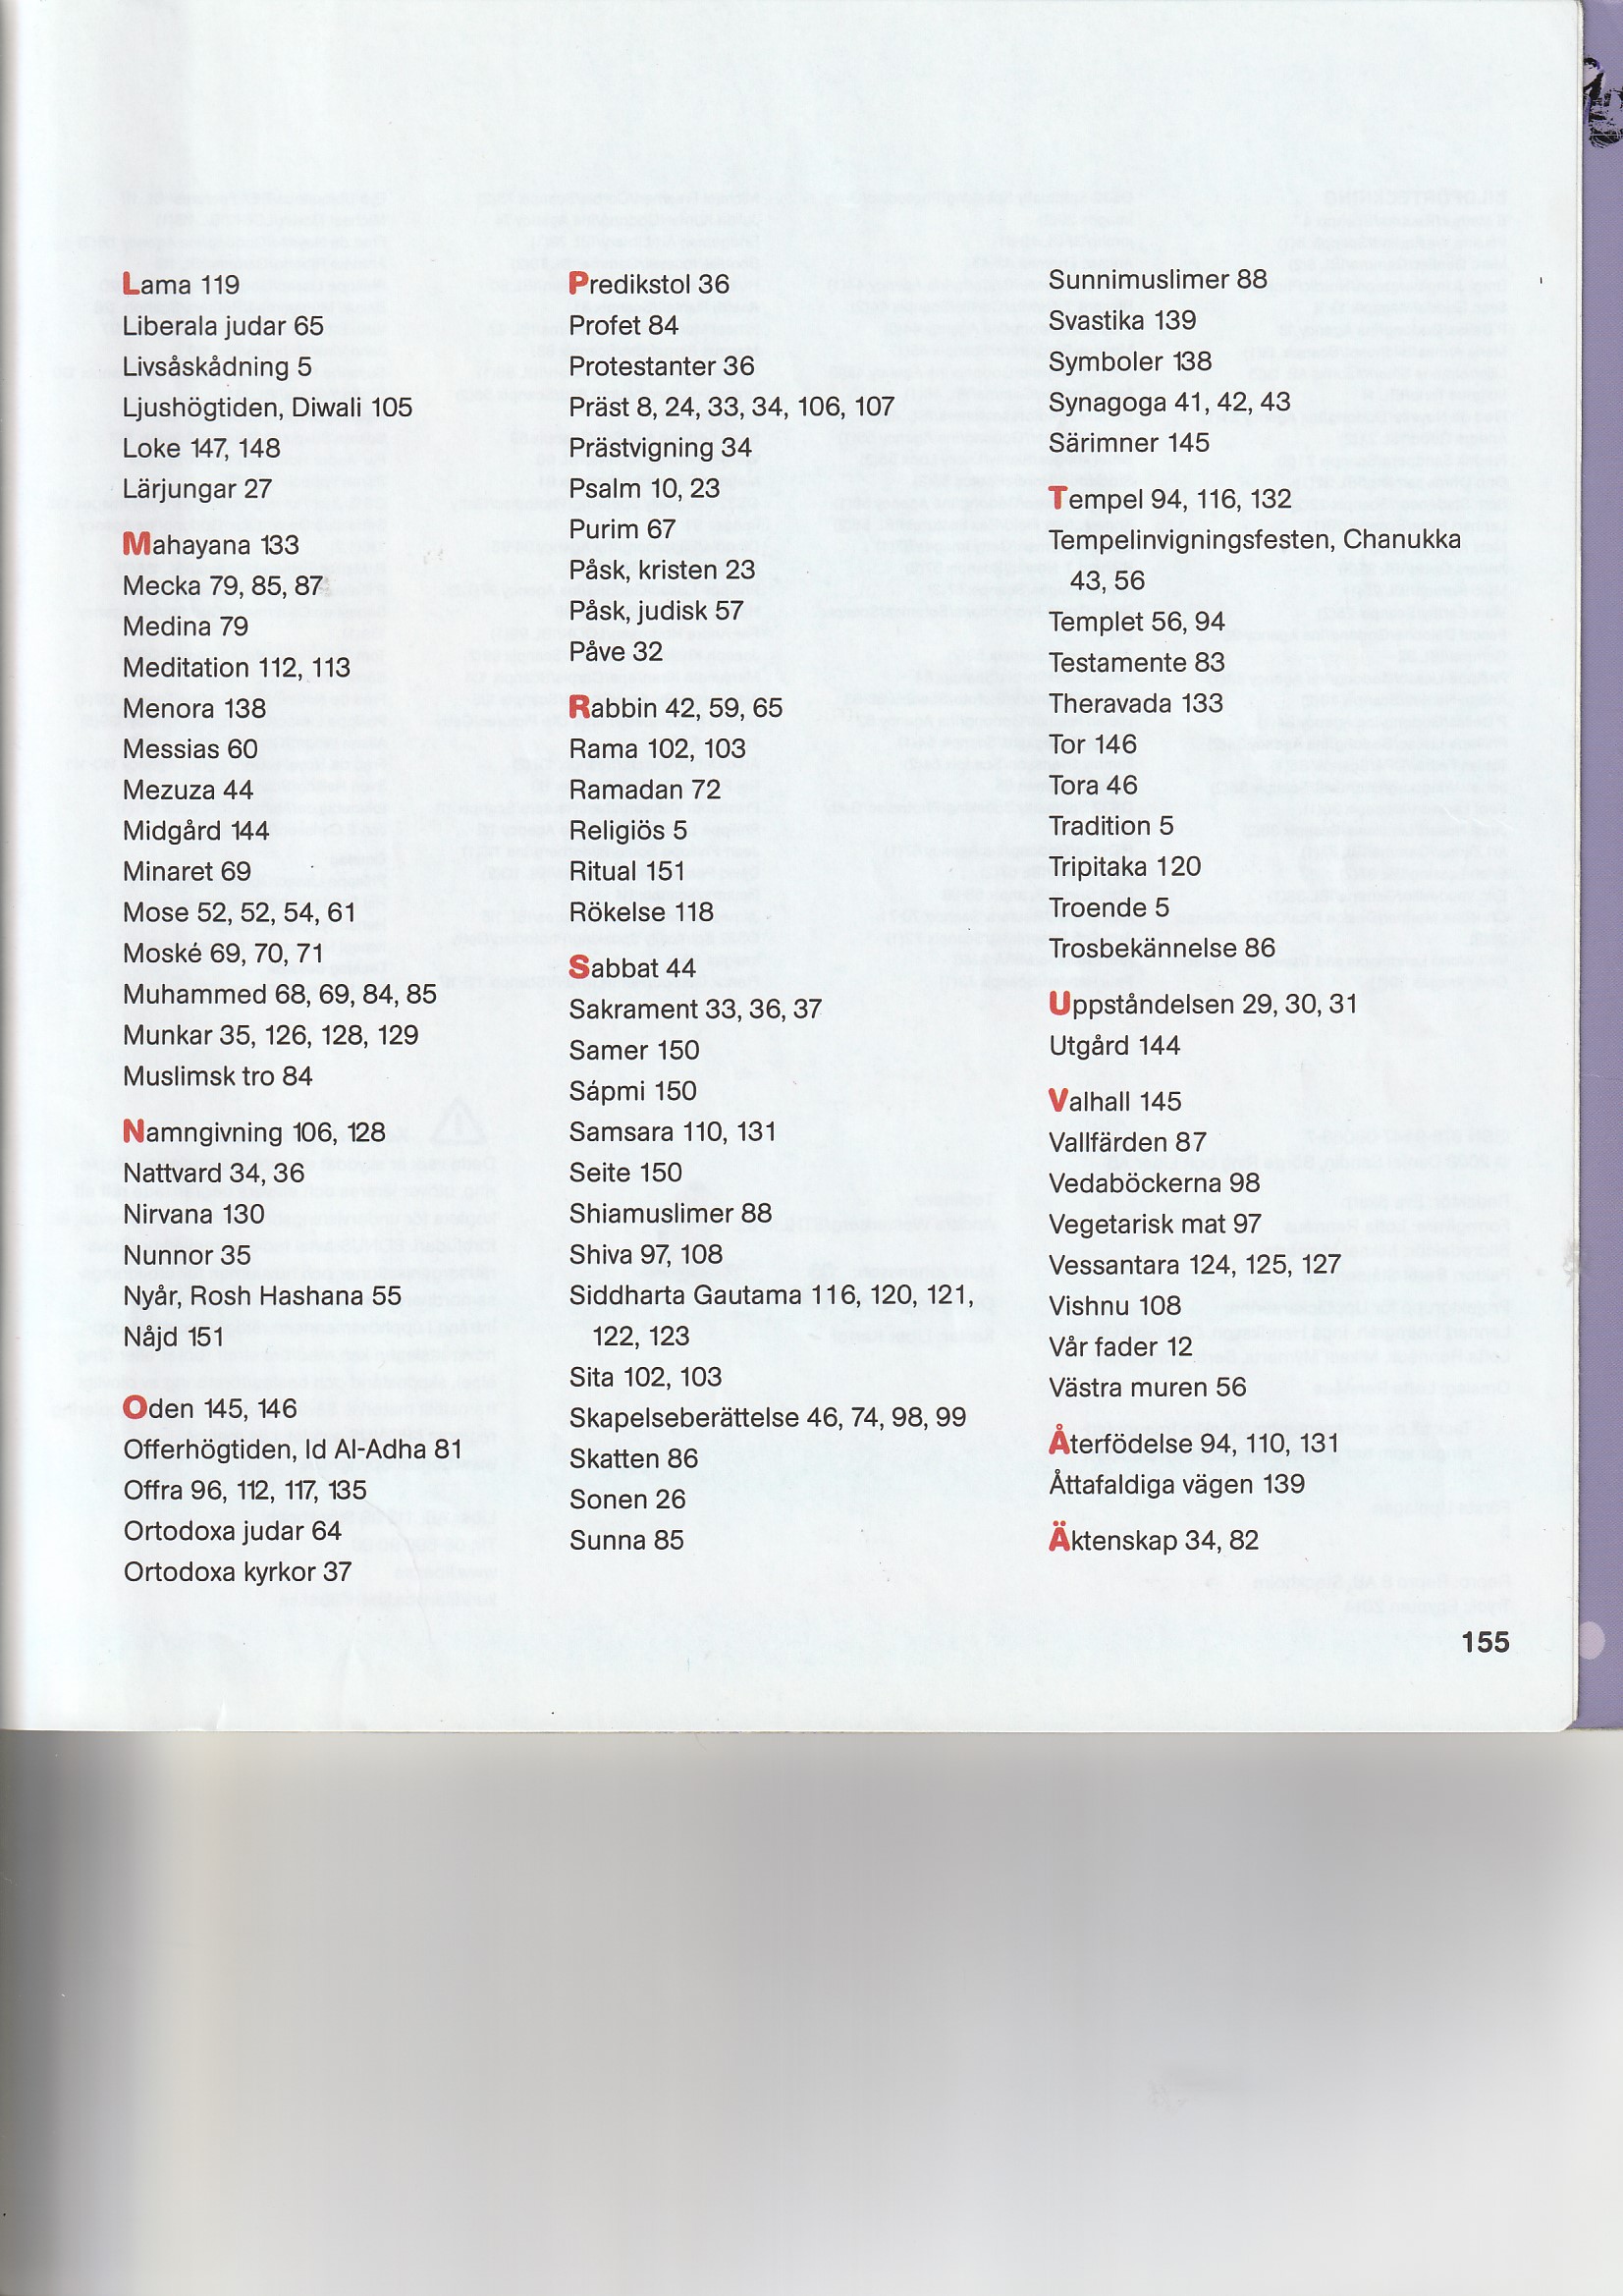 Lama 119
Liberala judar 65
Livsåskådning 5
Ljushögtiden, Diwali 105
Loke 147, 148
Lärjungar 27
Mahayana 133
Mecka 79, 85, 87
Medina 79
Meditation 112, 113
Menora 138
Messias 60
Mezuza 44
Midgård 144
Minaret 69
Mose 52, 52, 54, 61
Moské 69, 70, 71
Muhammed 68, 69, 84, 85
Munkar 35, 126, 128, 129
Muslimsk tro 84
Namngivning 106, 128
Nattvard 34, 36
Nirvana 130
Nunnor 35
Nyår, Rosh Hashana 55
Nåjd 151
Oden 145, 146
Offerhögtiden, Id Al-Adha 81
Offra 96, 112, 117, 135
Ortodoxa judar 64
Ortodoxa kyrkor 37
Predikstol 36
Profet 84
Protestanter 36
Präst 8, 24, 33, 34, 106, 107
Prästvigning 34
Psalm 10, 23
Purim 67
Påsk, kristen 23
Påsk, judisk 57
Påve 32
Rabbin 42, 59, 65
Rama 102, 103
Ramadan 72
Religiös 5
Ritual 151
Rökelse 118
Sabbat 44
Sakrament 33, 36, 37
Samer 150
Sápmi 150
Samsara 110, 131
Seite 150
Shiamuslimer 88
Shiva 97, 108
Siddharta Gautama 116, 120, 121,
122, 123
Sita 102, 103
Skapelseberättelse 46, 74, 98, 99
Skatten 86
Sonen 26
Sunna 85
Sunnimuslimer 88
Svastika 139
Symboler 138
Synagoga 41, 42, 43
Särimner 145
Tempel 94, 116, 132
Tempelinvigningsfesten, Chanukka
43, 56
Templet 56, 94
Testamente 83
Theravada 133
Tor 146
Tora 46
Tradition 5
Tripitaka 120
Troende 5
Trosbekännelse 86
Uppståndelsen 29, 30, 31
Utgård 144
Valhall 145
Vallfärden 87
Vedaböckerna 98
Vegetarisk mat 97
Vessantara 124, 125, 127
Vishnu 108
Vår fader 12
Västra muren 56
Återfödelse 94, 110, 131
Åttafaldiga vägen 139
Äktenskap 34, 82
155